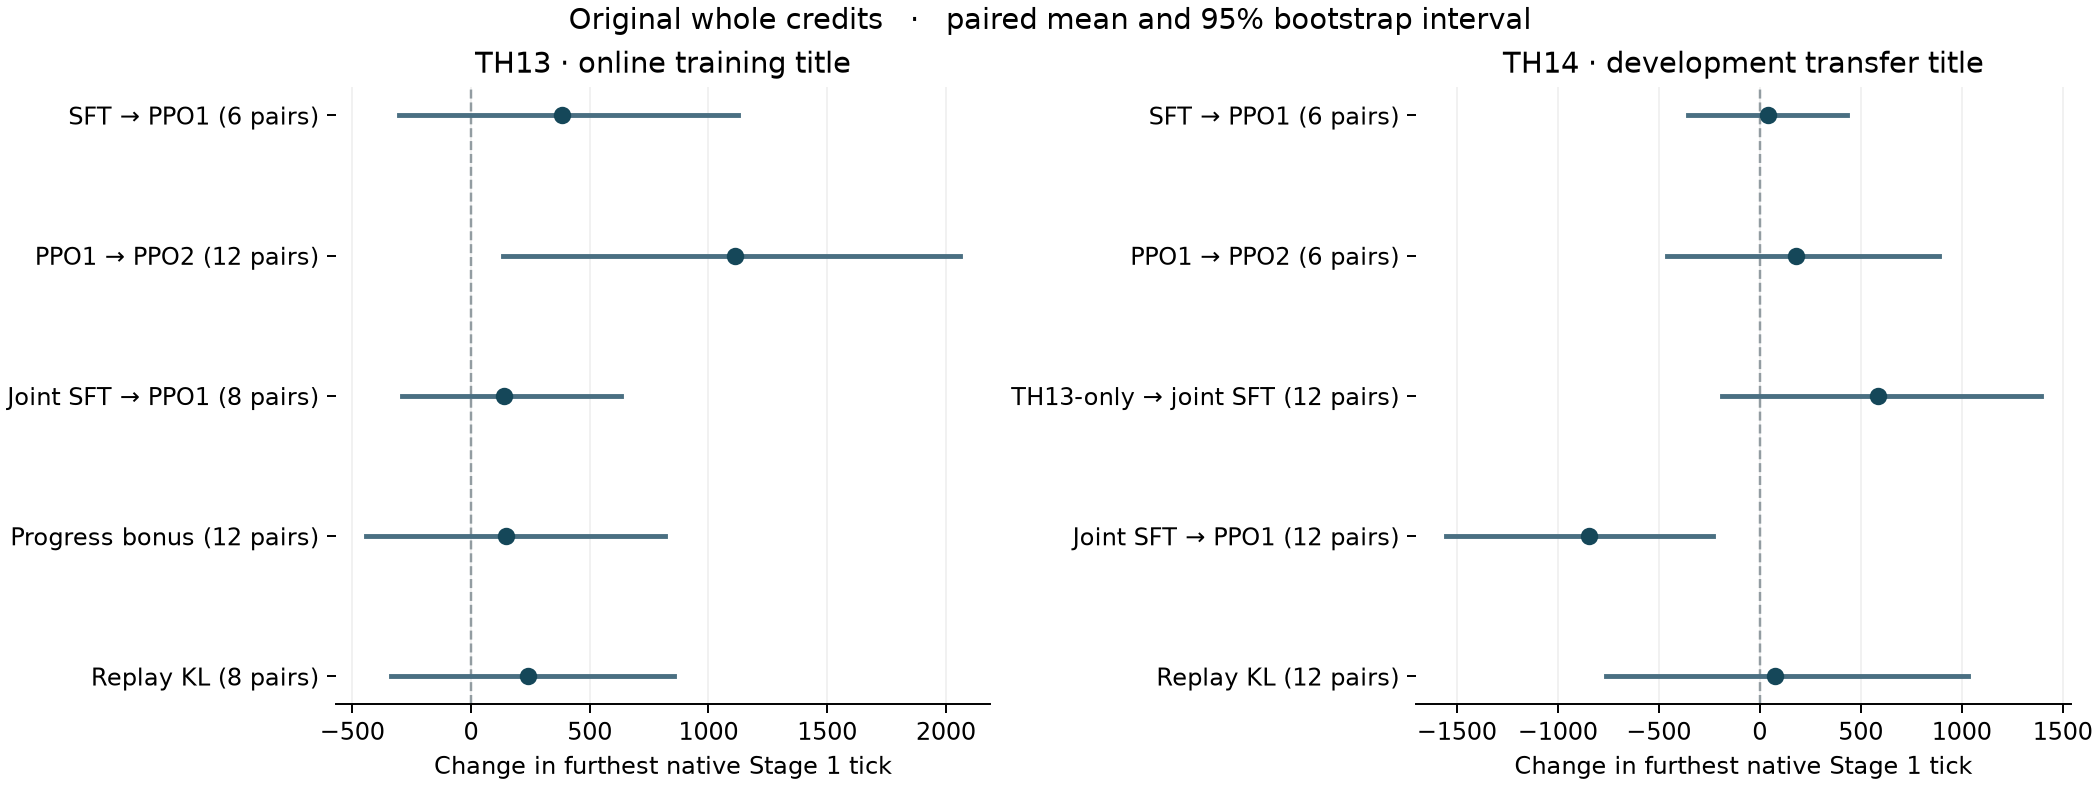 Original whole credits · paired mean and 95% bootstrap interval
TH13 · online training title
SFT → PPO1 (6 pairs)
PPO1 → PPO2 (12 pairs)
Joint SFT → PPO1 (8 pairs)
Progress bonus (12 pairs)
Replay KL (8 pairs)
−500 0 500 1000 1500 2000
Change in furthest native Stage 1 tick
TH14 · development transfer title
SFT → PPO1 (6 pairs)
PPO1 → PPO2 (6 pairs)
TH13-only → joint SFT (12 pairs)
Joint SFT → PPO1 (12 pairs)
Replay KL (12 pairs)
−1500 −1000 −500 0 500 1000 1500
Change in furthest native Stage 1 tick